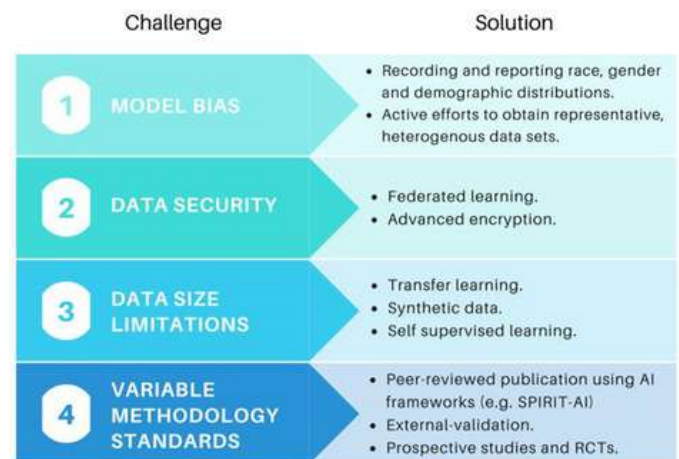 Challenge
Solution
1
MODEL BIAS
• Recording and reporting race, gender
and demographic distributions.
• Active efforts to obtain representative,
heterogenous data sets.
2
DATA SECURITY
• Federated learning.
• Advanced encryption.
3
DATA SIZE
LIMITATIONS
• Transfer learning.
• Synthetic data.
• Self supervised learning.
4
VARIABLE
METHODOLOGY
STANDARDS
• Peer-reviewed publication using AI
frameworks (e.g. SPIRIT-AI)
• External-validation.
• Prospective studies and RCTs.